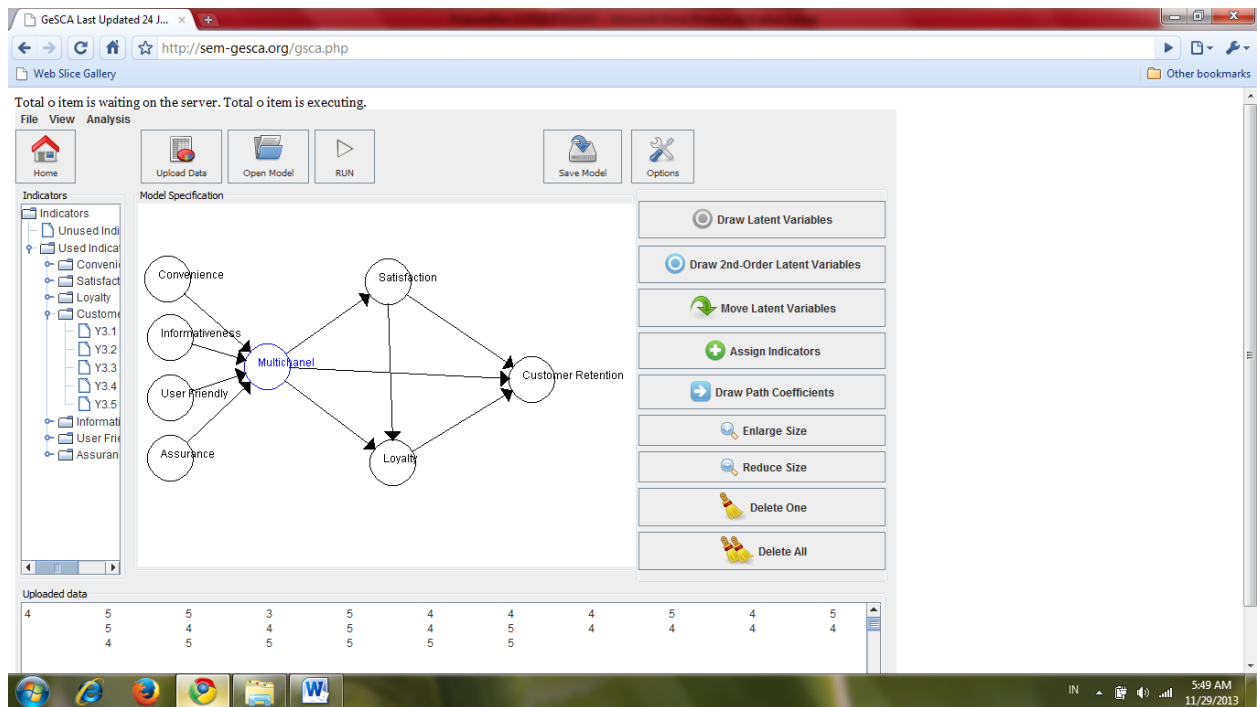 GeSCA Last Updated 24 J...
http://sem-gesca.org/gsca.php
Web Slice Gallery
Other bookmarks
Total 0 item is waiting on the server. Total 0 item is executing.
File View Analysis
Home
Upload Data
Open Model
RUN
Save Model
Options
Indicators
Model Specification
Indicators
Unused Indi
Used Indicat
Conveni
Satisfact
Loyalty
Custome
Y3.1
Y3.2
Y3.3
Y3.4
Y3.5
Informati
User Frie
Assuran
Convenience
Satisfaction
Informativeness
Multichanel
Customer Retention
User Friendly
Assurance
Loyalty
Draw Latent Variables
Draw 2nd-Order Latent Variables
Move Latent Variables
Assign Indicators
Draw Path Coefficients
Enlarge Size
Reduce Size
Delete One
Delete All
Uploaded data
4 5 5 3 5 4 4 4 5 4 5
5 4 4 5 4 5 4 4 4 4
4 5 5 5 5 5
IN
5:49 AM
11/29/2013